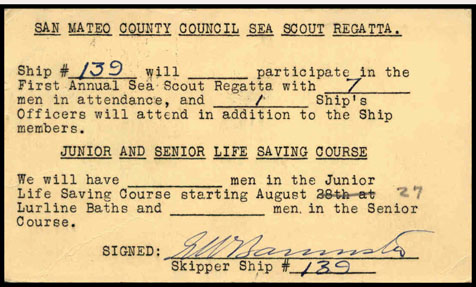 SAN MATEO COUNTY COUNCIL SEA SCOUT REGATTA.
Ship # 139 will ________ participate in the
First Annual Sea Scout Regatta with 7
men in attendance, and 1 Ship's
Officers will attend in addition to the Ship
members.
JUNIOR AND SENIOR LIFE SAVING COURSE
We will have ________ men in the Junior
Life Saving Course starting August 28th at 27
Lurline Baths and ________ men in the Senior
Course.
SIGNED:
Skipper Ship # 139